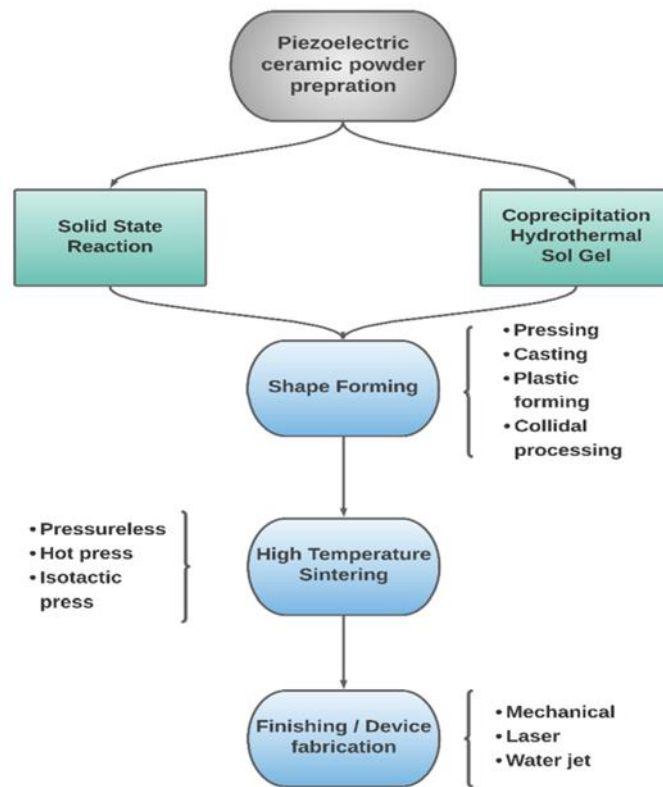 Piezoelectric
ceramic powder
prepration
Solid State
Reaction
Coprecipitation
Hydrothermal
Sol Gel
Shape Forming
• Pressing
• Casting
• Plastic
forming
• Collidal
processing
• Pressureless
• Hot press
• Isotactic
press
High Temperature
Sintering
Finishing / Device
fabrication
• Mechanical
• Laser
• Water jet